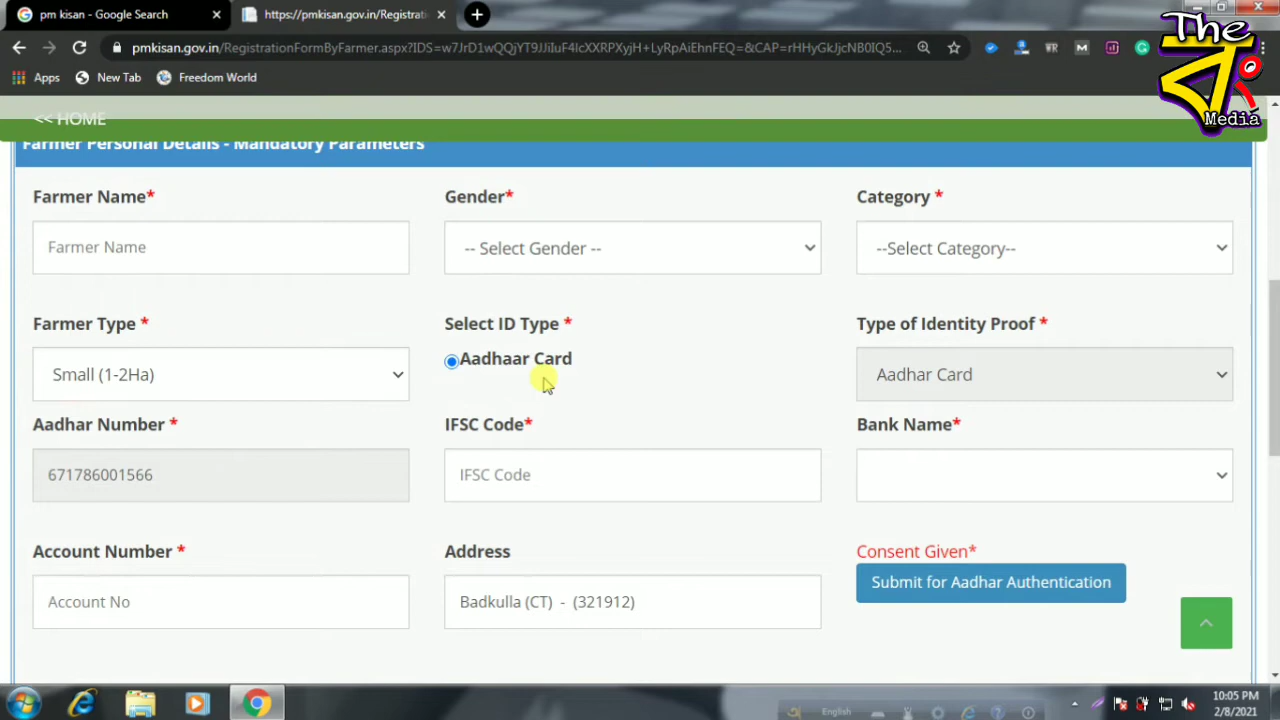 pm kisan - Google Search
https://pmkisan.gov.in/Registrati
pmkisan.gov.in/RegistrationFormByFarmer.aspx?IDS=w7JrD1wQQjYT9JJiIuF4IcXXRPXyjH+LyRpAiEhnFEQ=&CAP=rHHyGkJjcNB0IQ5...
Apps New Tab Freedom World
The
Media
<< HOME
Farmer Personal Details - Mandatory Parameters
Farmer Name* Gender* Category *
Farmer Name -- Select Gender -- --Select Category--
Farmer Type * Select ID Type * Type of Identity Proof *
Small (1-2Ha) Aadhaar Card Aadhar Card
Aadhar Number * IFSC Code* Bank Name*
671786001566 IFSC Code
Account Number * Address Consent Given*
Account No Badkulla (CT) - (321912) Submit for Aadhar Authentication
English
10:05 PM
2/8/2021